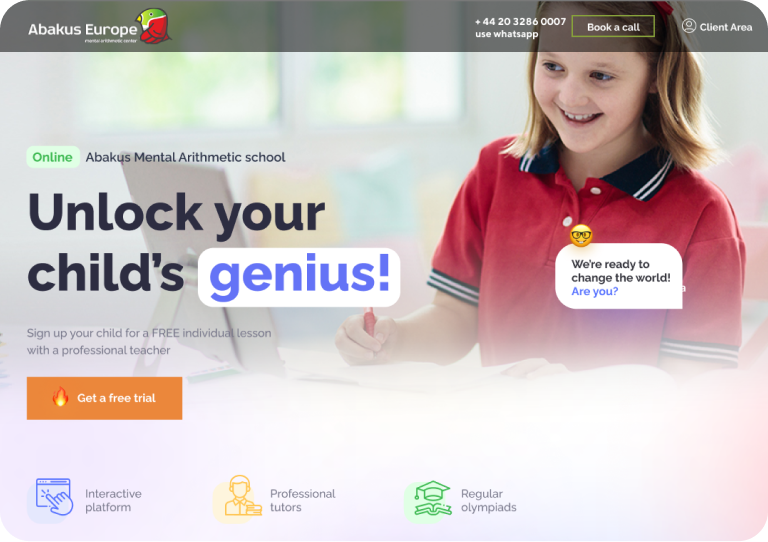 Abakus Europe
mental arithmetic center
+ 44 20 3286 0007
use whatsapp
Book a call
Client Area
Online Abakus Mental Arithmetic school
Unlock your
child's genius!
We're ready to
change the world!
Are you?
a
Sign up your child for a FREE individual lesson
with a professional teacher
Get a free trial
Interactive
platform
Professional
tutors
Regular
olympiads